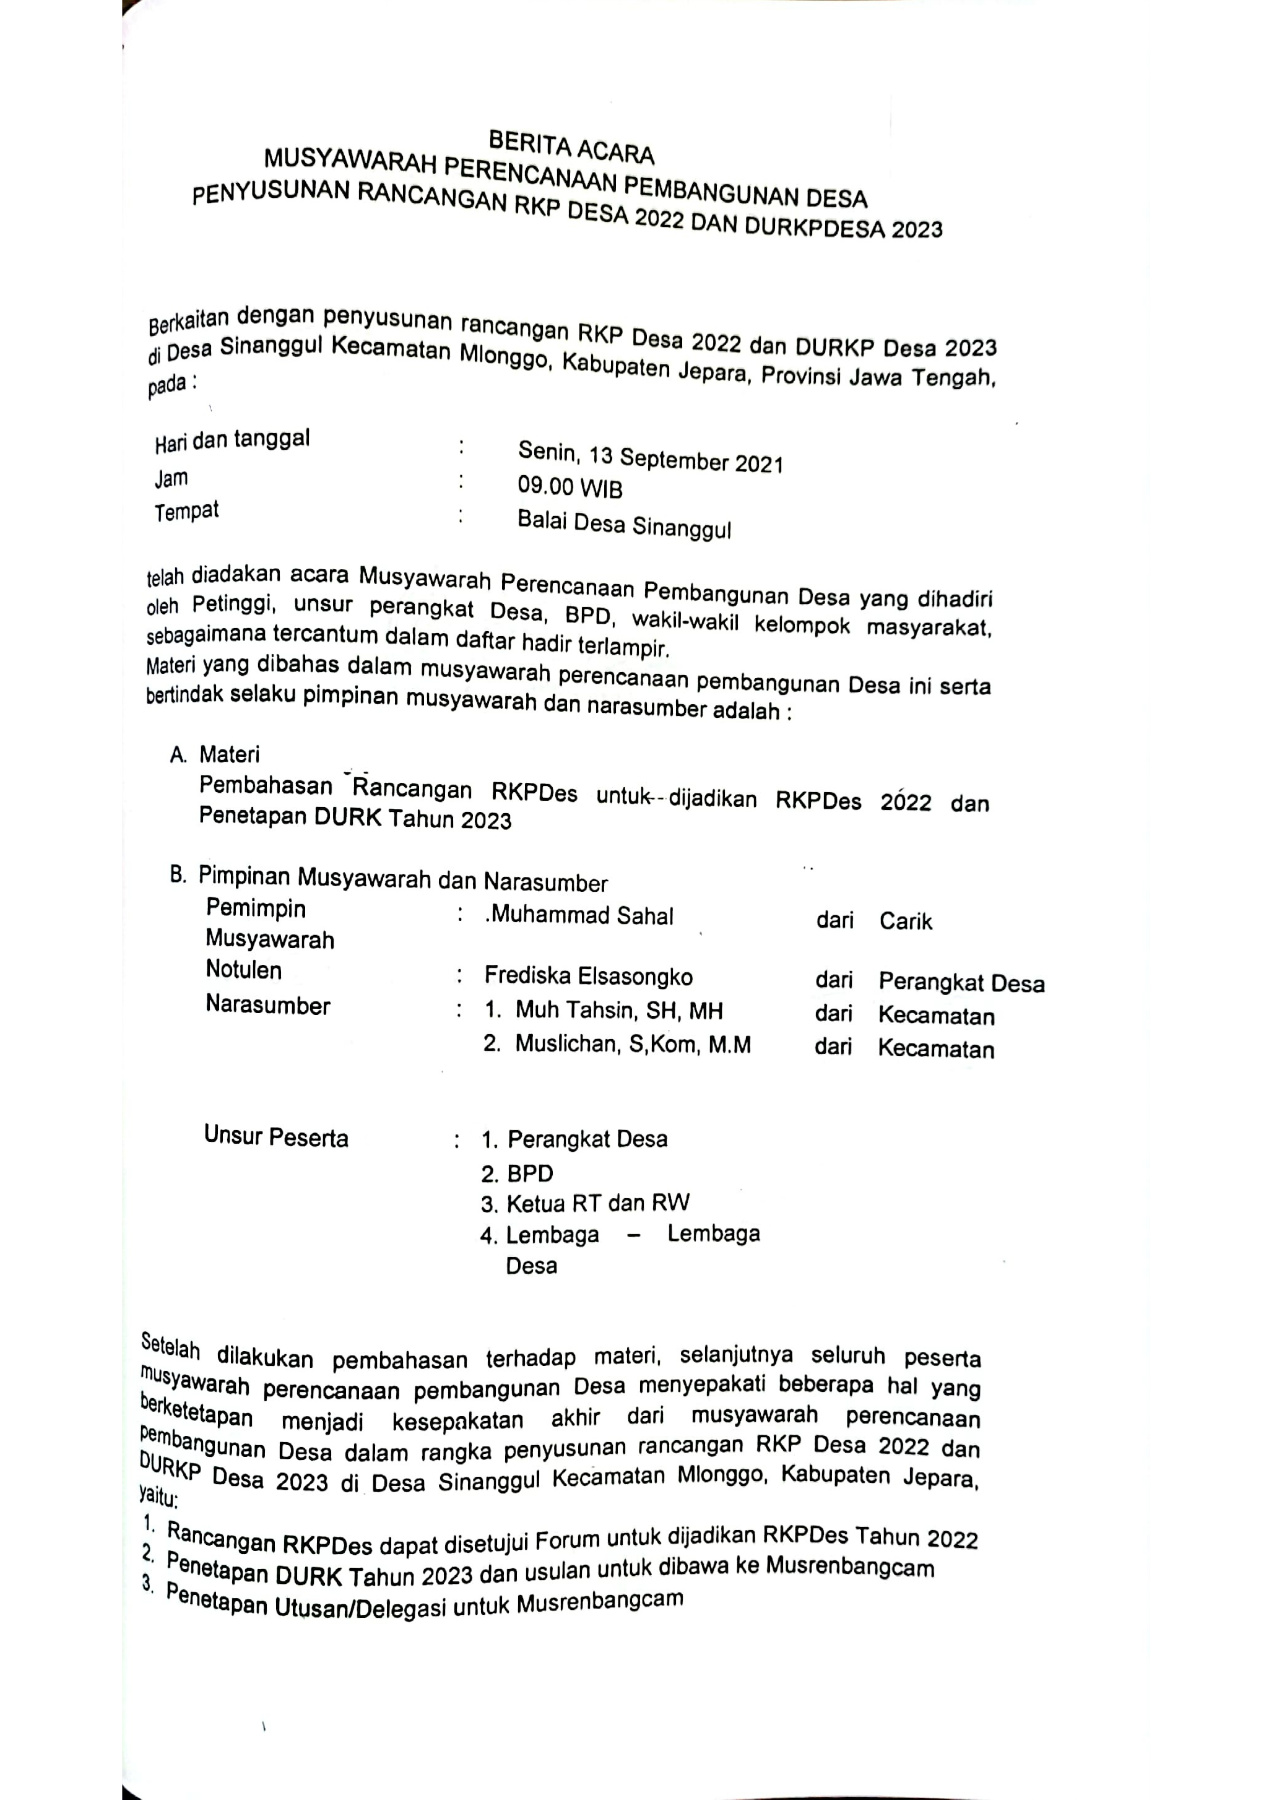 BERITA ACARA
MUSYAWARAH PERENCANAAN PEMBANGUNAN DESA
PENYUSUNAN RANCANGAN RKP DESA 2022 DAN DURKPDESA 2023
Berkaitan dengan penyusunan rancangan RKP Desa 2022 dan DURKP Desa 2023
di Desa Sinanggul Kecamatan Mlonggo, Kabupaten Jepara, Provinsi Jawa Tengah,
pada :
Hari dan tanggal : Senin, 13 September 2021
Jam : 09.00 WIB
Tempat : Balai Desa Sinanggul
telah diadakan acara Musyawarah Perencanaan Pembangunan Desa yang dihadiri
oleh Petinggi, unsur perangkat Desa, BPD, wakil-wakil kelompok masyarakat,
sebagaimana tercantum dalam daftar hadir terlampir.
Materi yang dibahas dalam musyawarah perencanaan pembangunan Desa ini serta
bertindak selaku pimpinan musyawarah dan narasumber adalah :
A. Materi
Pembahasan Rancangan RKPDes untuk dijadikan RKPDes 2022 dan
Penetapan DURK Tahun 2023
B. Pimpinan Musyawarah dan Narasumber
Pemimpin : .Muhammad Sahal dari Carik
Musyawarah
Notulen : Frediska Elsasongko dari Perangkat Desa
Narasumber : 1. Muh Tahsin, SH, MH dari Kecamatan
2. Muslichan, S,Kom, M.M dari Kecamatan
Unsur Peserta : 1. Perangkat Desa
2. BPD
3. Ketua RT dan RW
4. Lembaga – Lembaga
Desa
Setelah dilakukan pembahasan terhadap materi, selanjutnya seluruh peserta
musyawarah perencanaan pembangunan Desa menyepakati beberapa hal yang
berketetapan menjadi kesepakatan akhir dari musyawarah perencanaan
pembangunan Desa dalam rangka penyusunan rancangan RKP Desa 2022 dan
DURKP Desa 2023 di Desa Sinanggul Kecamatan Mlonggo, Kabupaten Jepara,
yaitu:
1. Rancangan RKPDes dapat disetujui Forum untuk dijadikan RKPDes Tahun 2022
2. Penetapan DURK Tahun 2023 dan usulan untuk dibawa ke Musrenbangcam
3. Penetapan Utusan/Delegasi untuk Musrenbangcam